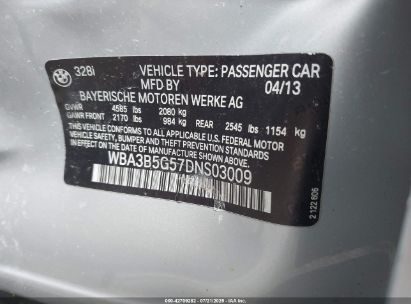 BMW 328i VEHICLE TYPE: PASSENGER CAR
MFD BY 04/13
BAYERISCHE MOTOREN WERKE AG
GVWR 4585 lbs 2080 kg
GAWR FRONT 2170 lbs 984 kg REAR 2545 lbs 1154 kg
THIS VEHICLE CONFORMS TO ALL APPLICABLE U.S. FEDERAL MOTOR
VEHICLE SAFETY, BUMPER AND THEFT PREVENTION STANDARDS
IN EFFECT ON THE DATE OF MANUFACTURE SHOWN ABOVE.
WBA3B5G57DNS03009
2 122 606